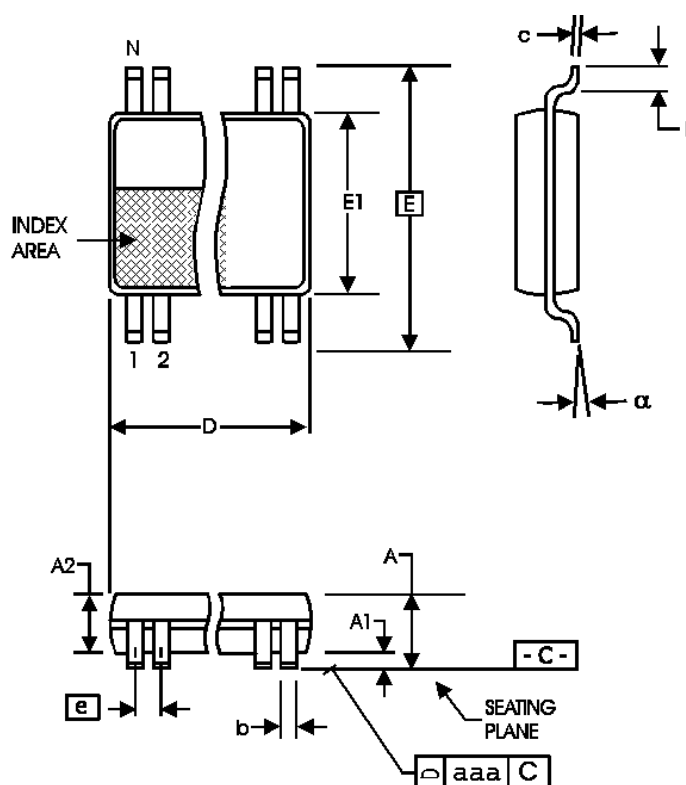 N
c
E1
E
INDEX
AREA
1 2
α
D
A2
A
A1
- C -
e
b
SEATING
PLANE
D aaa C